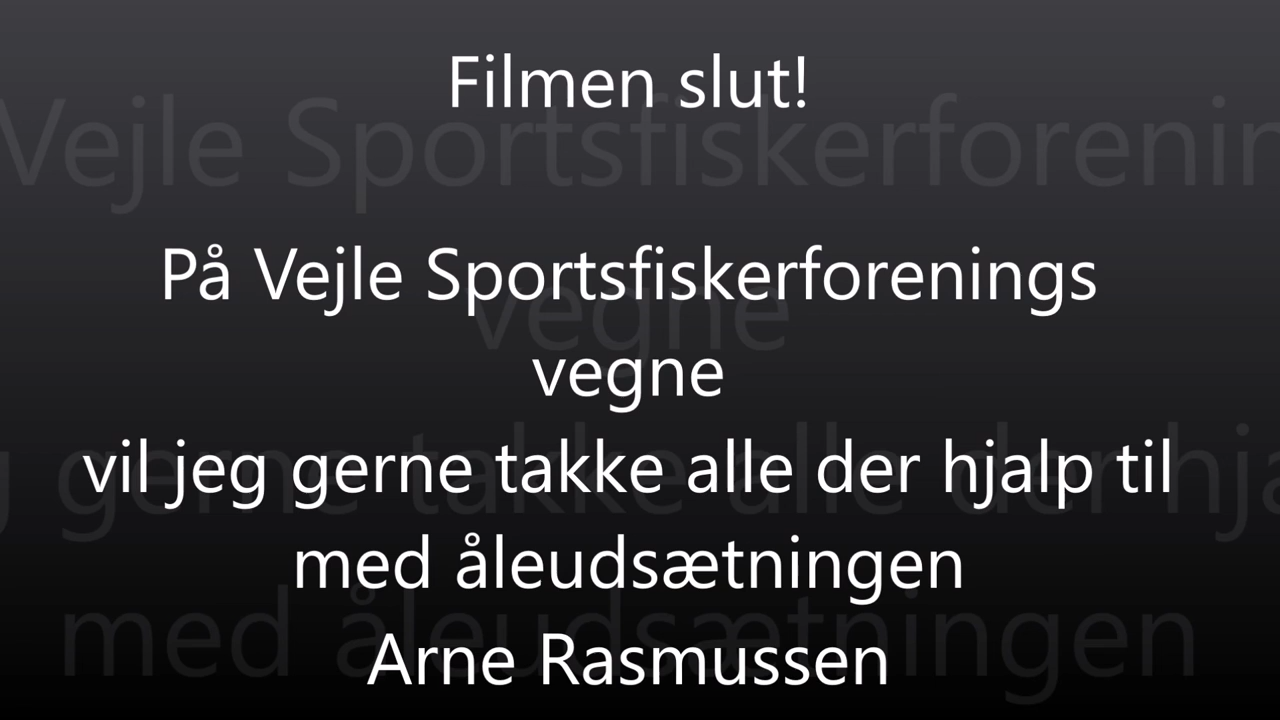 Filmen slut!
På Vejle Sportsfiskerforenings
vegne
vil jeg gerne takke alle der hjalp til
med åleudsætningen
Arne Rasmussen